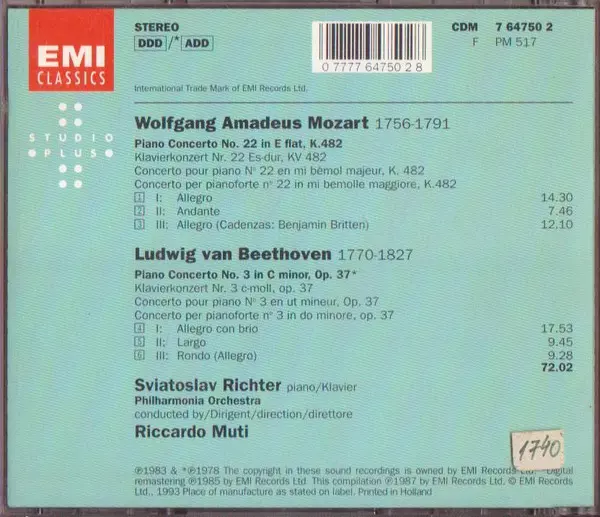 EMI
CLASSICS
STUDIO
PLUS
STEREO
DDD /* ADD
0 7777 64750 2 8
CDM 7 64750 2
F PM 517
International Trade Mark of EMI Records Ltd.
Wolfgang Amadeus Mozart 1756-1791
Piano Concerto No. 22 in E flat, K.482
Klavierkonzert Nr. 22 Es-dur, KV 482
Concerto pour piano Nº 22 en mi bémol majeur, K. 482
Concerto per pianoforte nº 22 in mi bemolle maggiore, K.482
1 I: Allegro 14.30
2 II: Andante 7.46
3 III: Allegro (Cadenzas: Benjamin Britten) 12.10
Ludwig van Beethoven 1770-1827
Piano Concerto No. 3 in C minor, Op. 37*
Klavierkonzert Nr. 3 c-moll, op. 37
Concerto pour piano Nº 3 en ut mineur, Op. 37
Concerto per pianoforte nº 3 in do minore, op. 37
4 I: Allegro con brio 17.53
5 II: Largo 9.45
6 III: Rondo (Allegro) 9.28
72.02
Sviatoslav Richter piano/Klavier
Philharmonia Orchestra
conducted by/Dirigent/direction/direttore
Riccardo Muti
1740
℗1983 & *℗1978 The copyright in these sound recordings is owned by EMI Records Ltd. Digital
remastering ℗1985 by EMI Records Ltd. This compilation ℗1987 by EMI Records Ltd. © EMI Records
Ltd., 1993 Place of manufacture as stated on label. Printed in Holland